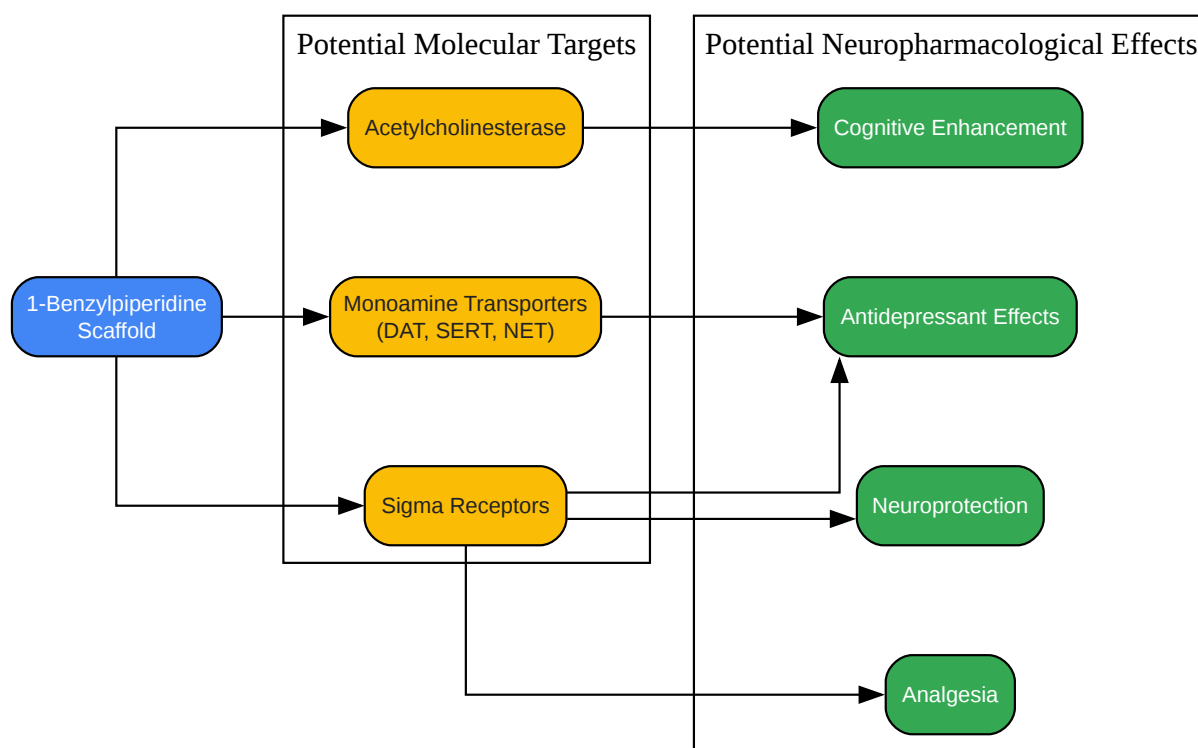 Potential Molecular Targets
Potential Neuropharmacological Effects
Acetylcholinesterase
Cognitive Enhancement
1-Benzylpiperidine
Scaffold
Monoamine Transporters
(DAT, SERT, NET)
Antidepressant Effects
Sigma Receptors
Neuroprotection
Analgesia